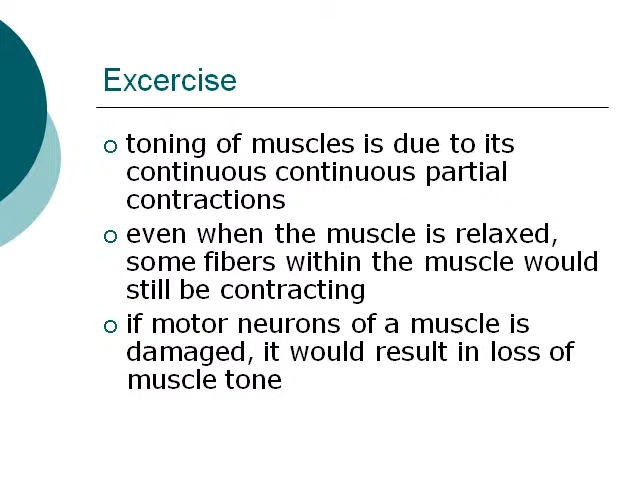 Excercise
toning of muscles is due to its
continuous continuous partial
contractions
even when the muscle is relaxed,
some fibers within the muscle would
still be contracting
if motor neurons of a muscle is
damaged, it would result in loss of
muscle tone